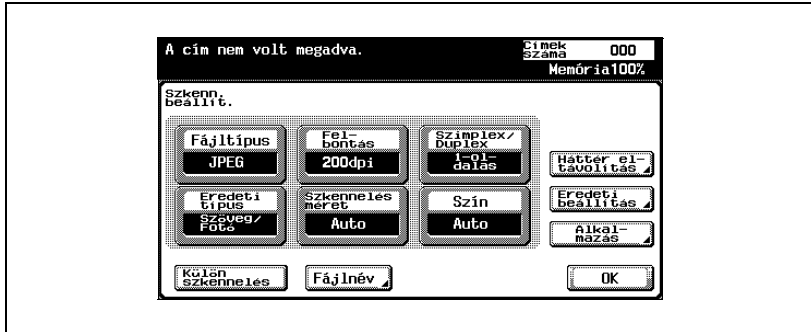 A cím nem volt megadva.
Címek
száma
000
Memória100%
Szkenn.
beállít.
Fájltípus
JPEG
Fel-
bontás
200dpi
Szimplex/
Duplex
1-ol-
dalas
Háttér el-
távolítás
Eredeti
típus
Szöveg/
Fotó
Szkennelés
méret
Auto
Szín
Auto
Eredeti
beállítás
Alkal-
mazás
Külön
szkennelés
Fájlnév
OK